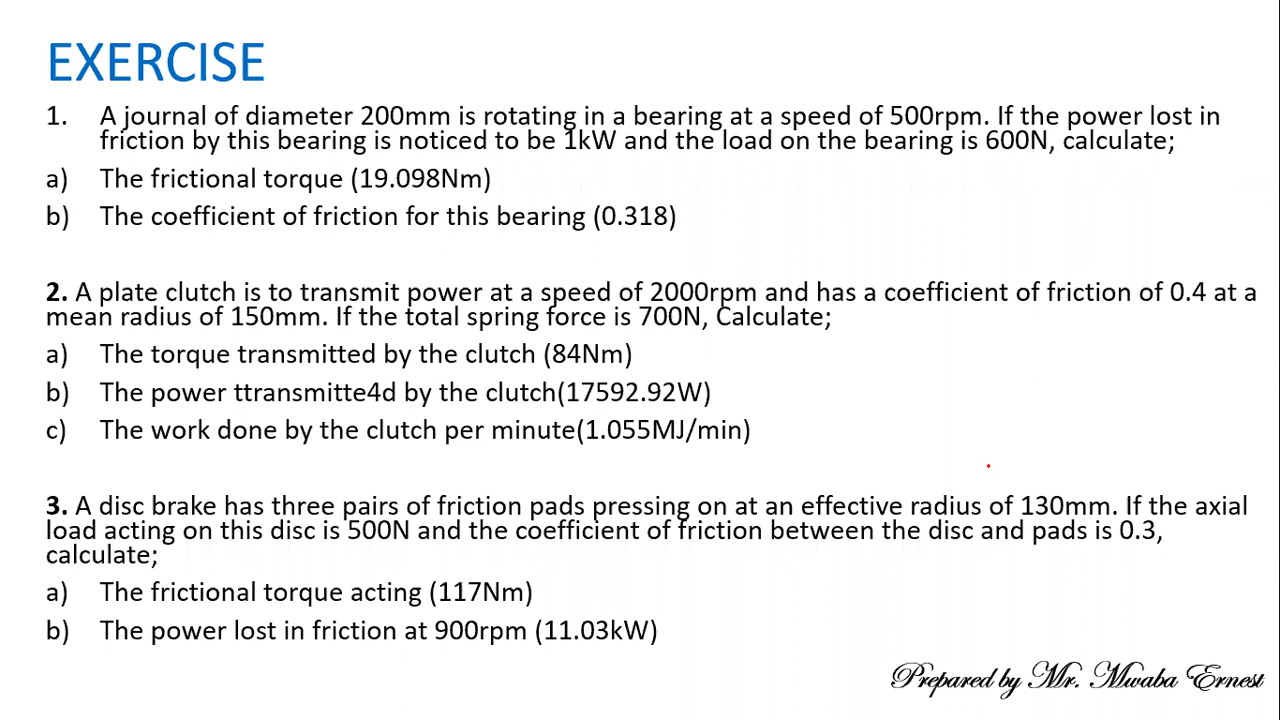 EXERCISE
1. A journal of diameter 200mm is rotating in a bearing at a speed of 500rpm. If the power lost in
friction by this bearing is noticed to be 1kW and the load on the bearing is 600N, calculate;
a) The frictional torque (19.098Nm)
b) The coefficient of friction for this bearing (0.318)
2. A plate clutch is to transmit power at a speed of 2000rpm and has a coefficient of friction of 0.4 at a
mean radius of 150mm. If the total spring force is 700N, Calculate;
a) The torque transmitted by the clutch (84Nm)
b) The power ttransmitte4d by the clutch(17592.92W)
c) The work done by the clutch per minute(1.055MJ/min)
3. A disc brake has three pairs of friction pads pressing on at an effective radius of 130mm. If the axial
load acting on this disc is 500N and the coefficient of friction between the disc and pads is 0.3,
calculate;
a) The frictional torque acting (117Nm)
b) The power lost in friction at 900rpm (11.03kW)
Prepared by Mr. Mwaba Ernest